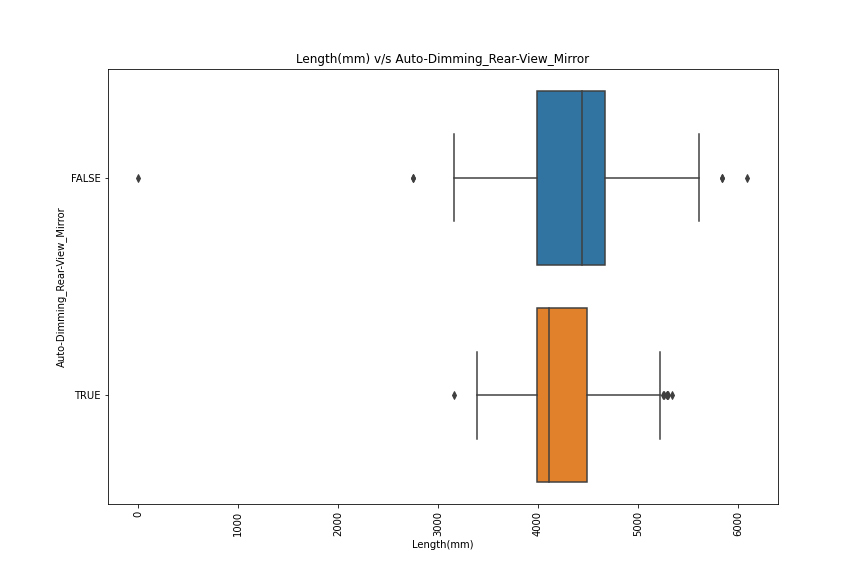 Length(mm) v/s Auto-Dimming_Rear-View_Mirror
Auto-Dimming_Rear-View_Mirror
FALSE
TRUE
0
1000
2000
3000
4000
5000
6000
Length(mm)